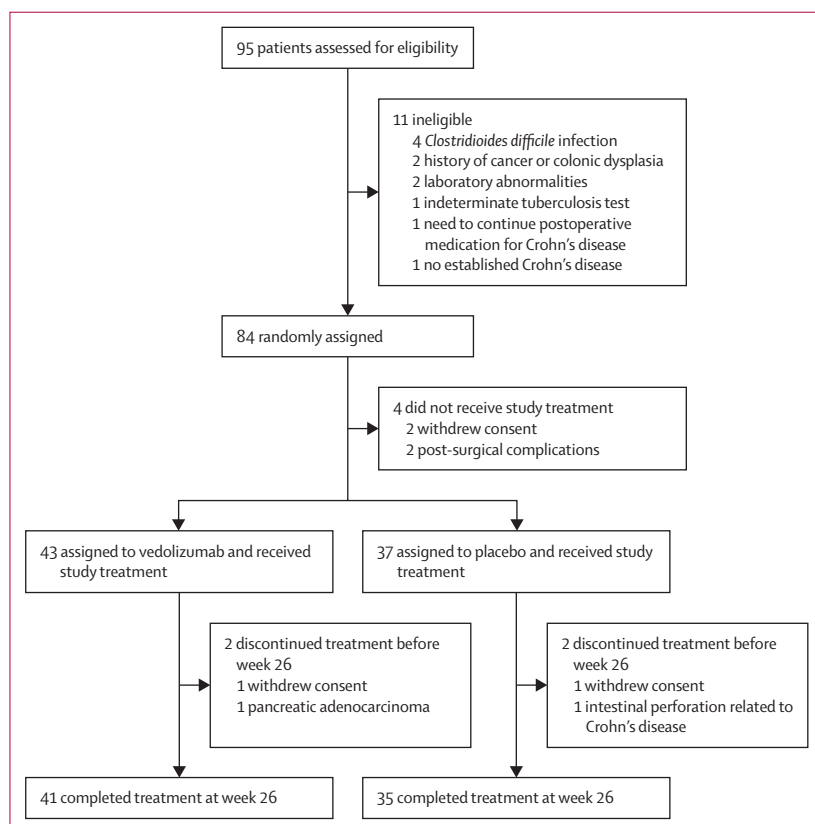 95 patients assessed for eligibility
11 ineligible
4 Clostridioides difficile infection
2 history of cancer or colonic dysplasia
2 laboratory abnormalities
1 indeterminate tuberculosis test
1 need to continue postoperative
medication for Crohn's disease
1 no established Crohn's disease
84 randomly assigned
4 did not receive study treatment
2 withdrew consent
2 post-surgical complications
43 assigned to vedolizumab and received
study treatment
37 assigned to placebo and received study
treatment
2 discontinued treatment before
week 26
1 withdrew consent
1 pancreatic adenocarcinoma
2 discontinued treatment before
week 26
1 withdrew consent
1 intestinal perforation related to
Crohn's disease
41 completed treatment at week 26
35 completed treatment at week 26